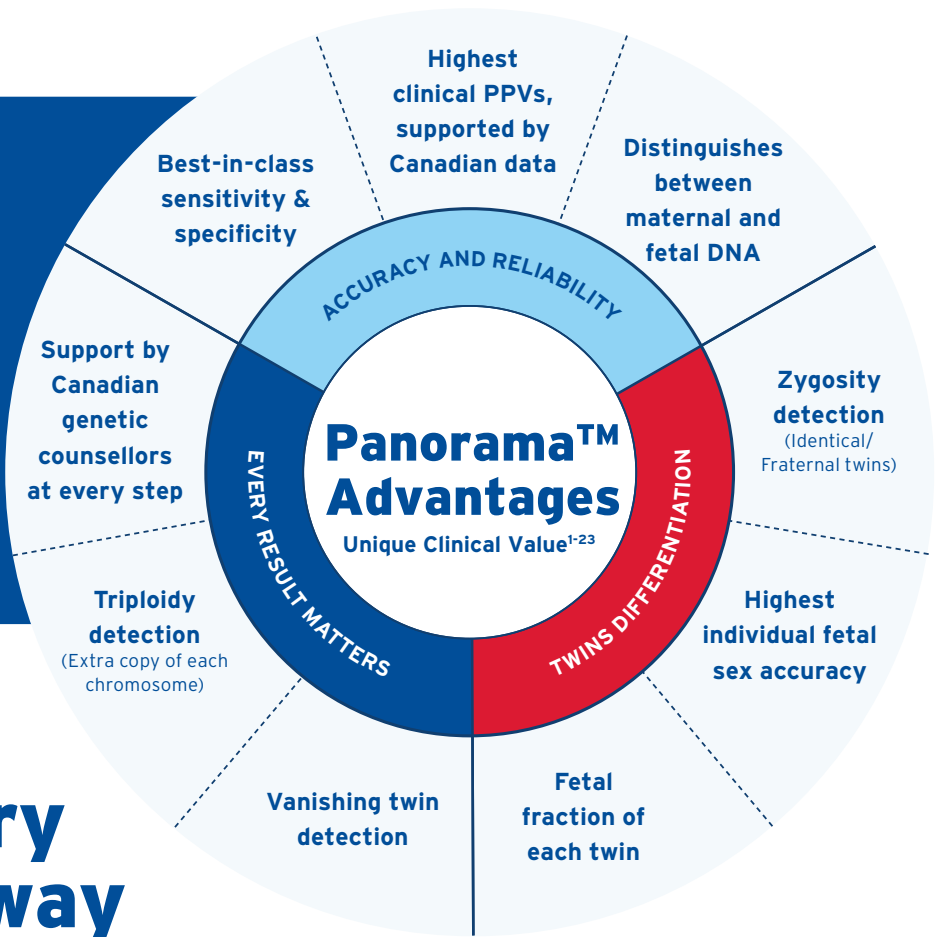 Highest
clinical PPVs,
supported by
Canadian data
Distinguishes
between
maternal and
fetal DNA
Best-in-class
sensitivity &
specificity
ACCURACY AND RELIABILITY
Support by
Canadian
genetic
counsellors
at every step
Zygosity
detection
(Identical/
Fraternal twins)
Panorama™
Advantages
Unique Clinical Value1-23
EVERY RESULT MATTERS
TWINS DIFFERENTIATION
Triploidy
detection
(Extra copy of each
chromosome)
Highest
individual fetal
sex accuracy
Vanishing twin
detection
Fetal
fraction of
each twin
ry
way